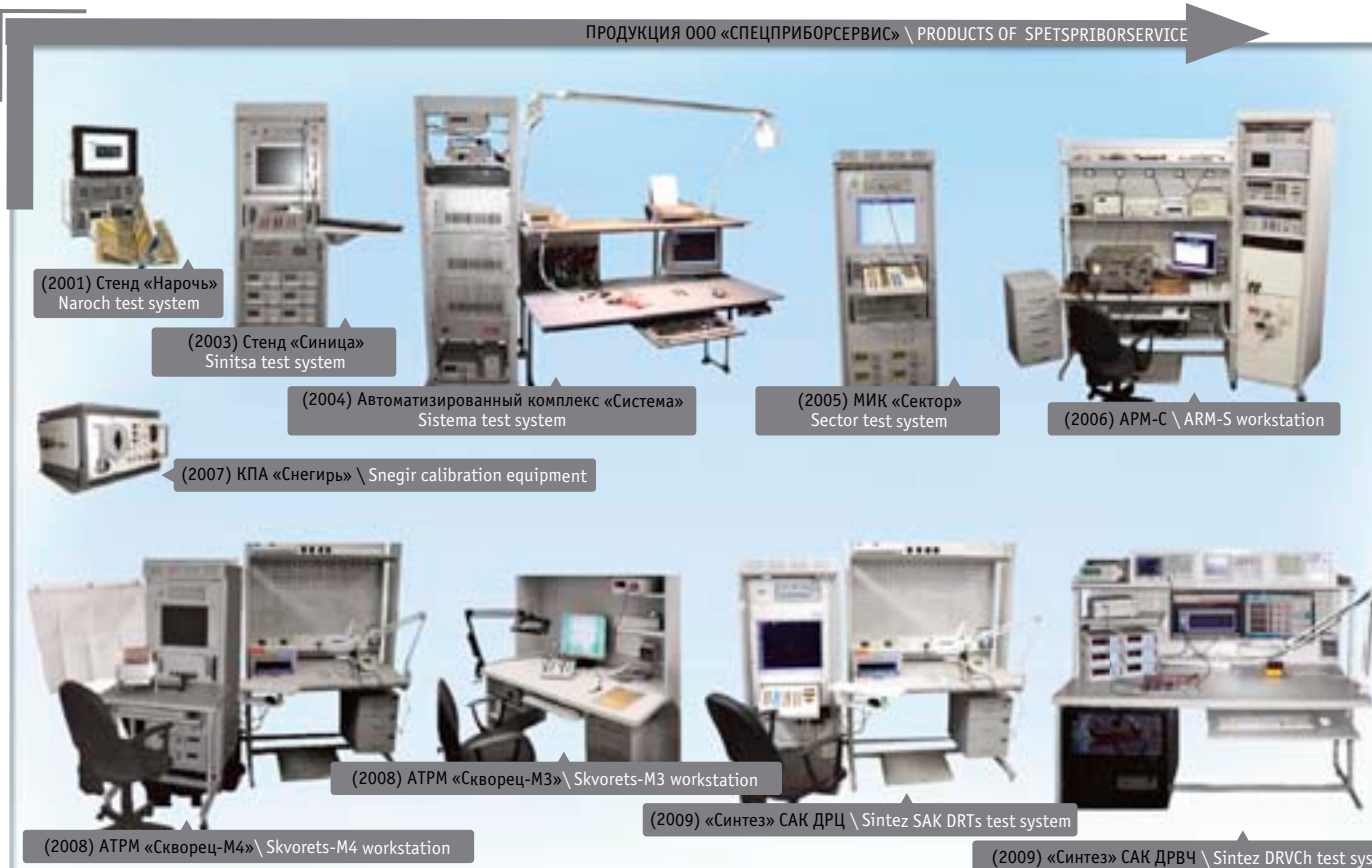 ПРОДУКЦИЯ ООО «СПЕЦПРИБОРСЕРВИС» \ PRODUCTS OF SPETSPRIBORSERVICE
(2001) Стенд «Нарочь»
Naroch test system
(2003) Стенд «Синица»
Sinitsa test system
(2004) Автоматизированный комплекс «Система»
Sistema test system
(2005) МИК «Сектор»
Sector test system
(2006) АРМ-С \ ARM-S workstation
(2007) КПА «Снегирь» \ Snegir calibration equipment
(2008) АТРМ «Скворец-М3» \ Skvorets-M3 workstation
(2009) «Синтез» САК ДРЦ \ Sintez SAK DRTs test system
(2008) АТРМ «Скворец-М4» \ Skvorets-M4 workstation
(2009) «Синтез» САК ДРВЧ \ Sintez DRVCh test sys